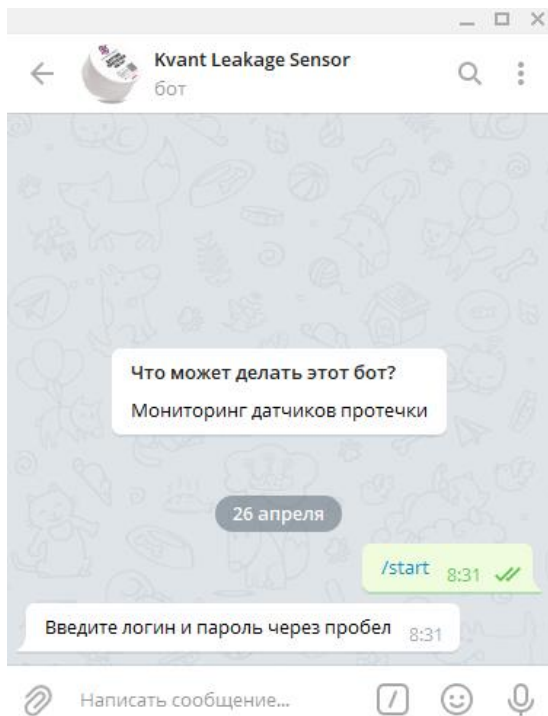 Kvant Leakage Sensor
бот
Что может делать этот бот?
Мониторинг датчиков протечки
26 апреля
/start 8:31
Введите логин и пароль через пробел 8:31
Написать сообщение...